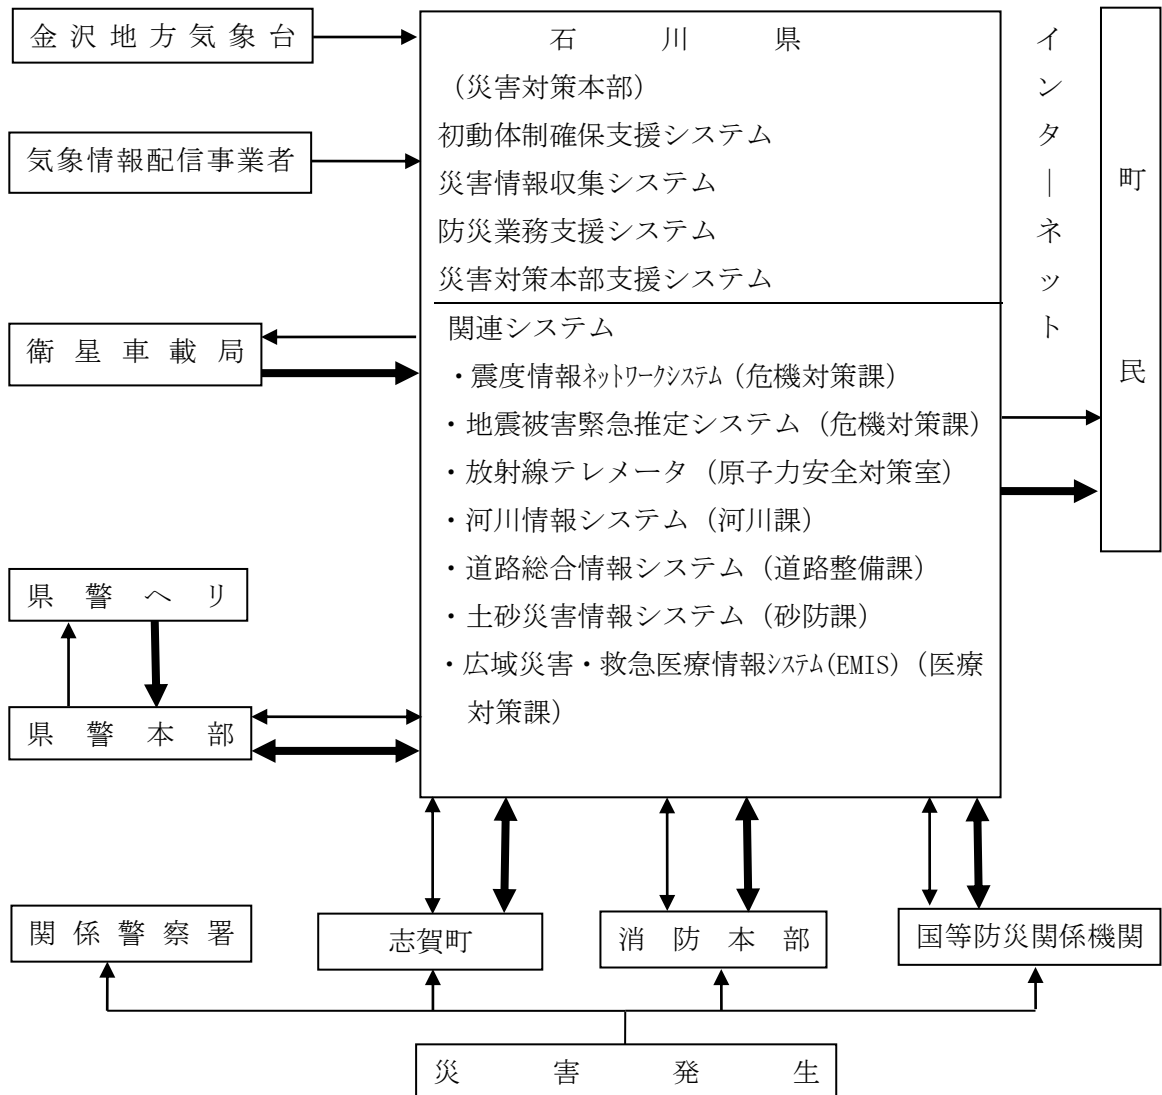 金沢地方気象台
気象情報配信事業者
衛星車載局
県警ヘリ
県警本部
石川県
(災害対策本部)
初動体制確保支援システム
災害情報収集システム
防災業務支援システム
災害対策本部支援システム
関連システム
・震度情報ネットワークシステム(危機対策課)
・地震被害緊急推定システム(危機対策課)
・放射線テレメータ(原子力安全対策室)
・河川情報システム(河川課)
・道路総合情報システム(道路整備課)
・土砂災害情報システム(砂防課)
・広域災害・救急医療情報システム(EMIS)(医療
対策課)
インターネット
町民
関係警察署
志賀町
消防本部
国等防災関係機関
災害発生